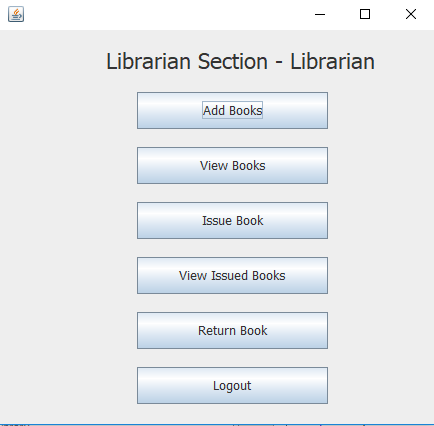 Librarian Section - Librarian
Add Books
View Books
Issue Book
View Issued Books
Return Book
Logout